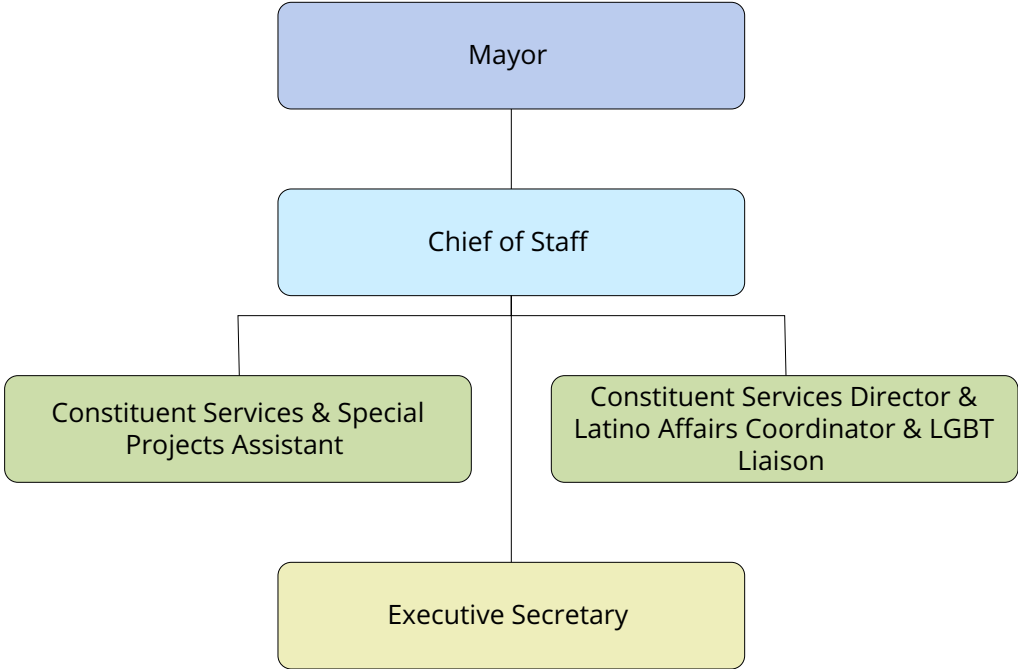 Mayor
Chief of Staff
Constituent Services & Special
Projects Assistant
Constituent Services Director &
Latino Affairs Coordinator & LGBT
Liaison
Executive Secretary